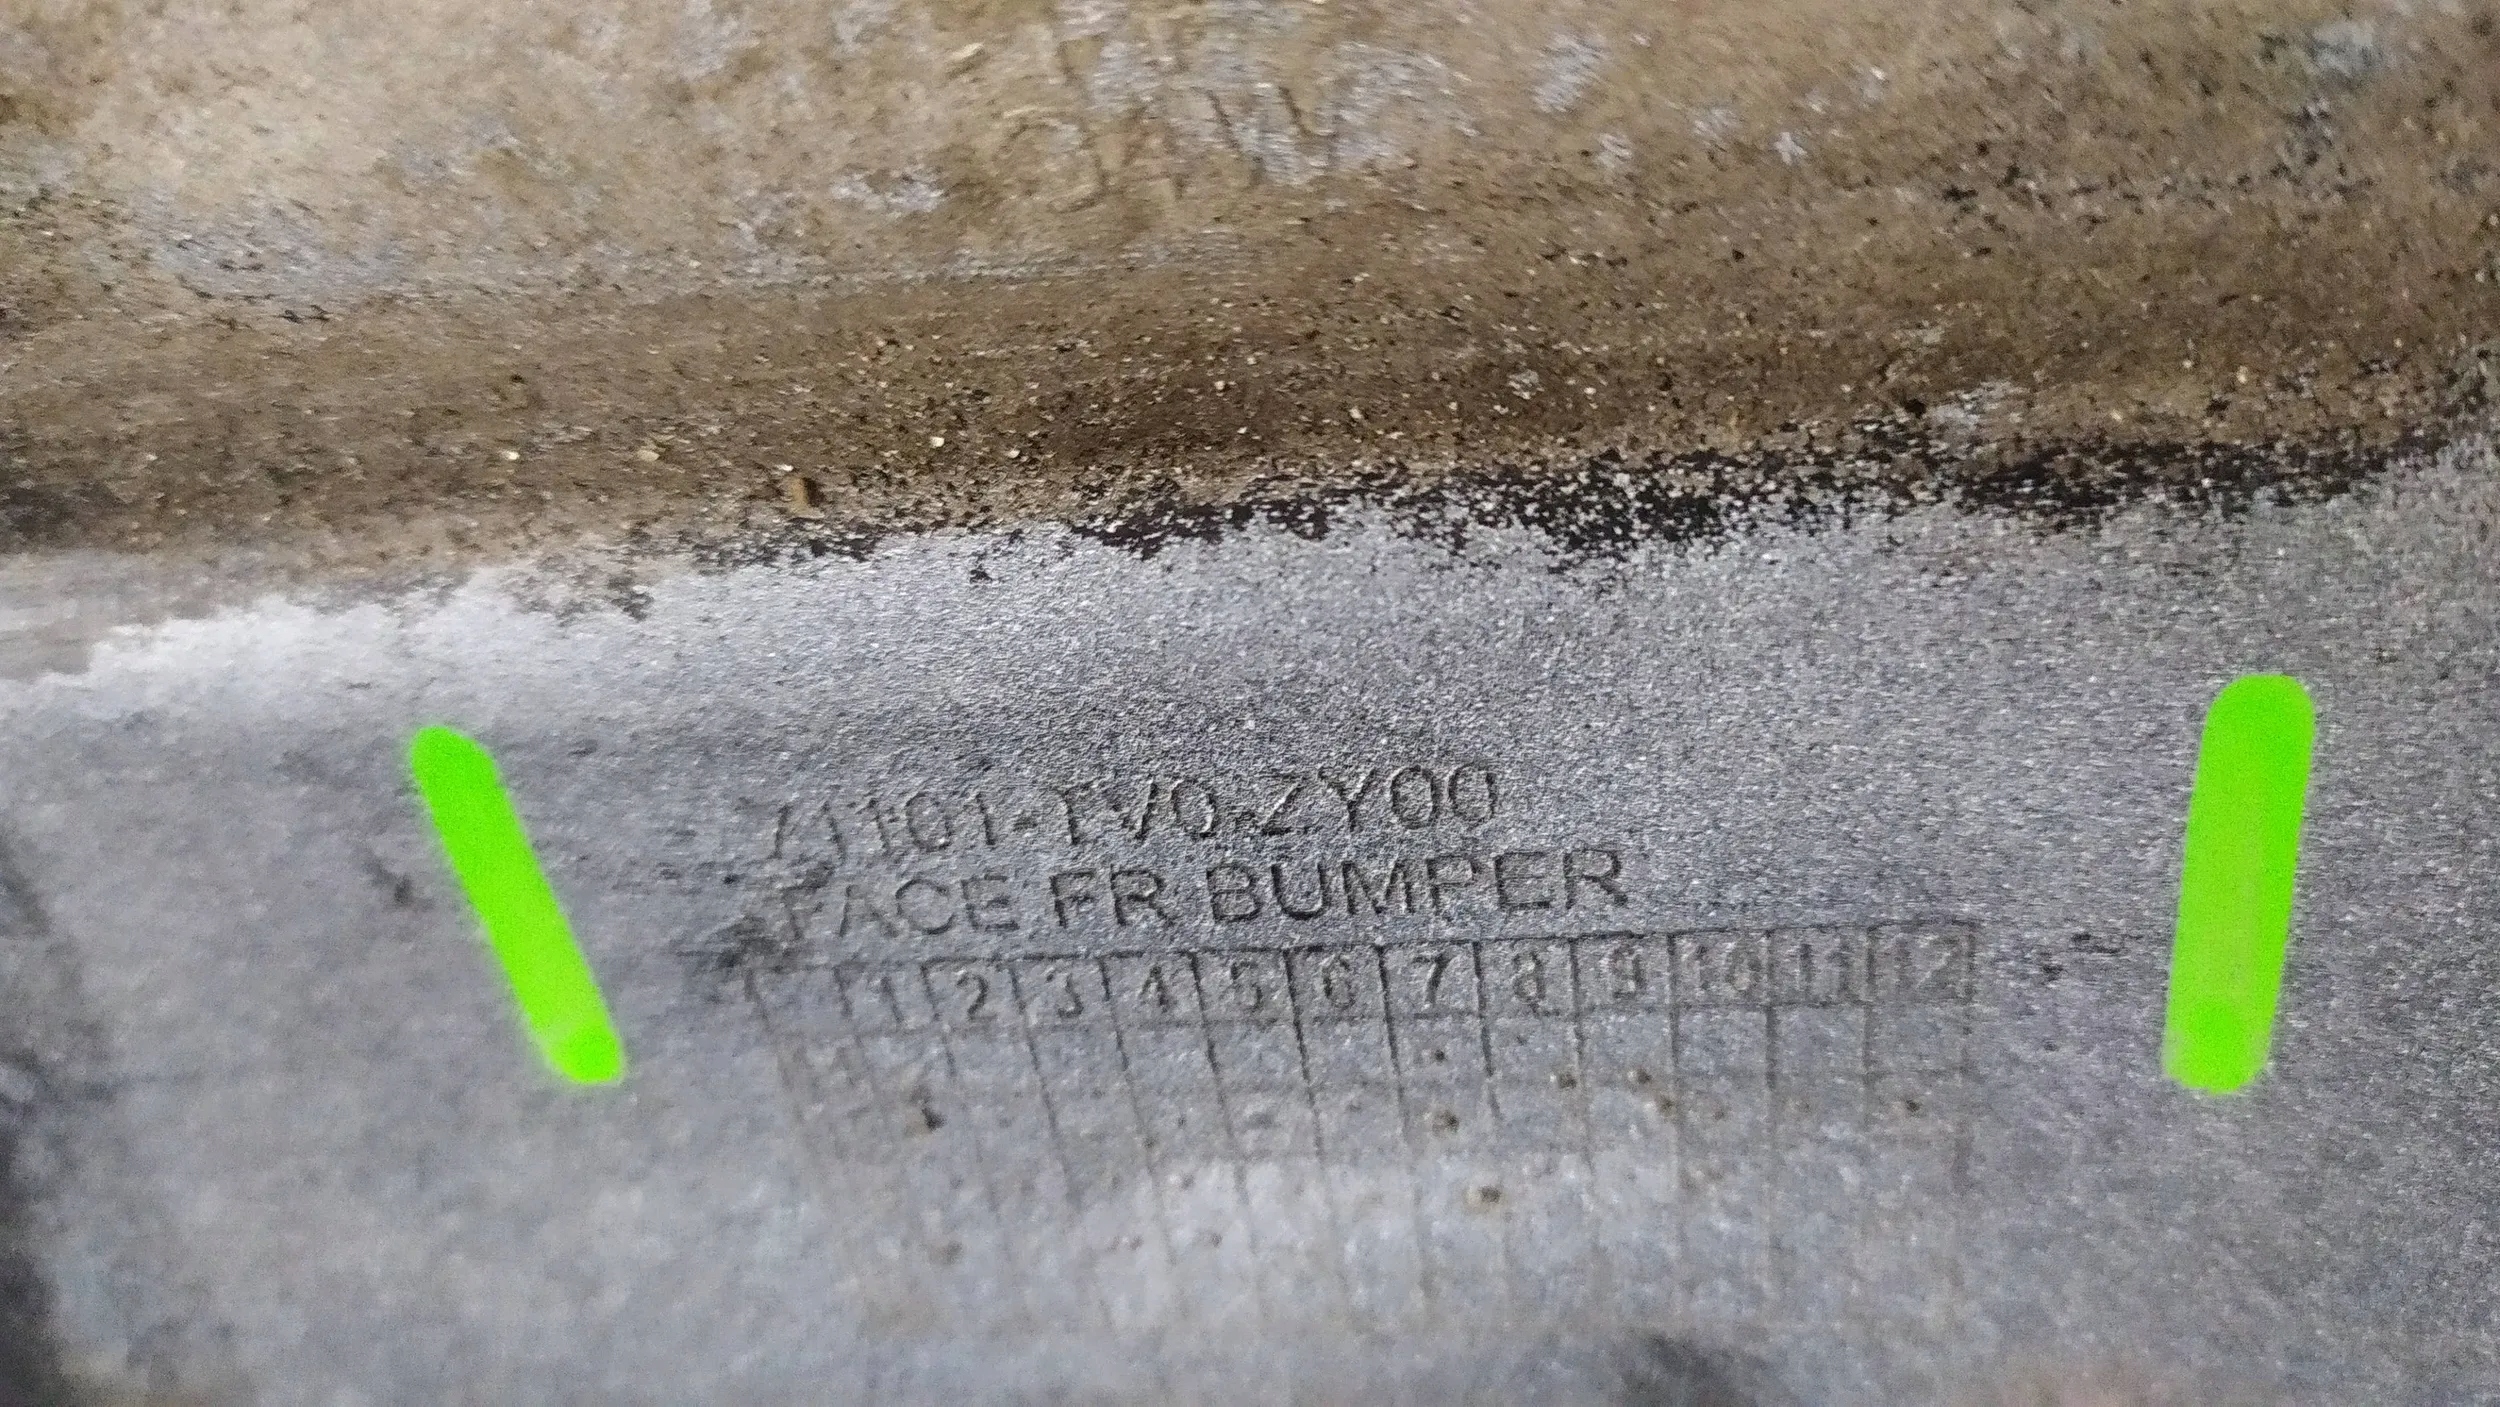 71101-TV0-ZY00
FACE FR BUMPER
1 2 3 4 5 6 7 8 9 10 11 12